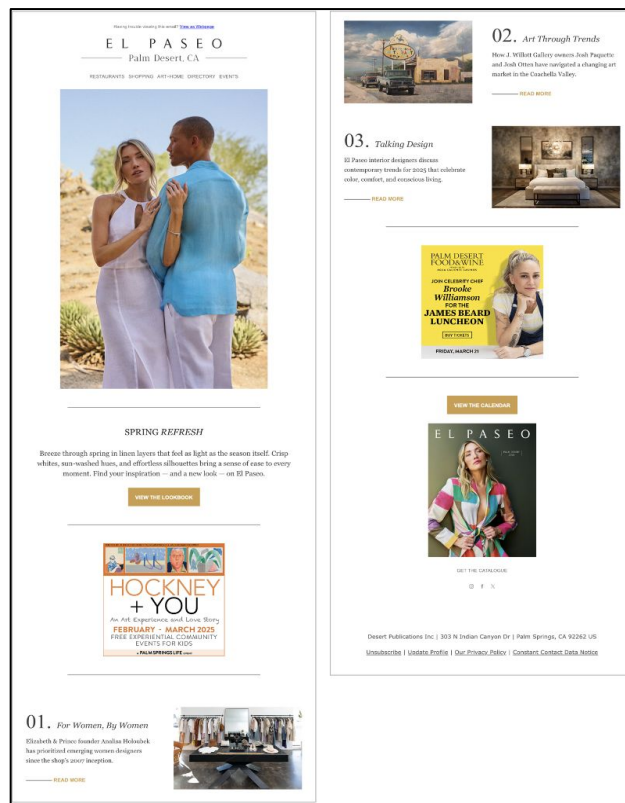 Having trouble viewing this email? View as Webpage
EL PASEO
Palm Desert, CA
RESTAURANTS SHOPPING ART+HOME DIRECTORY EVENTS
SPRING REFRESH
Breeze through spring in linen layers that feel as light as the season itself. Crisp
whites, sun-washed hues, and effortless silhouettes bring a sense of ease to every
moment. Find your inspiration — and a new look — on El Paseo.
VIEW THE LOOKBOOK
HOCKNEY
+ YOU
An Art Experience and Love Story
FEBRUARY - MARCH 2025
FREE EXPERIENTIAL COMMUNITY
EVENTS FOR KIDS
A PALM SPRINGS LIFE EVENT
01. For Women, By Women
Elizabeth & Prince founder Analisa Holoubek
has prioritized emerging women designers
since the shop's 2007 inception.
READ MORE
02. Art Through Trends
How J. Willott Gallery owners Josh Paquette
and Josh Otten have navigated a changing art
market in the Coachella Valley.
READ MORE
03. Talking Design
El Paseo interior designers discuss
contemporary trends for 2025 that celebrate
color, comfort, and conscious living.
READ MORE
PALM DESERT
FOOD&WINE
JOIN CELEBRITY CHEF
Brooke
Williamson
FOR THE
JAMES BEARD
LUNCHEON
BUY TICKETS
FRIDAY, MARCH 21
VIEW THE CALENDAR
EL PASEO
GET THE CATALOGUE
Desert Publications Inc | 303 N Indian Canyon Dr | Palm Springs, CA 92262 US
Unsubscribe | Update Profile | Our Privacy Policy | Constant Contact Data Notice